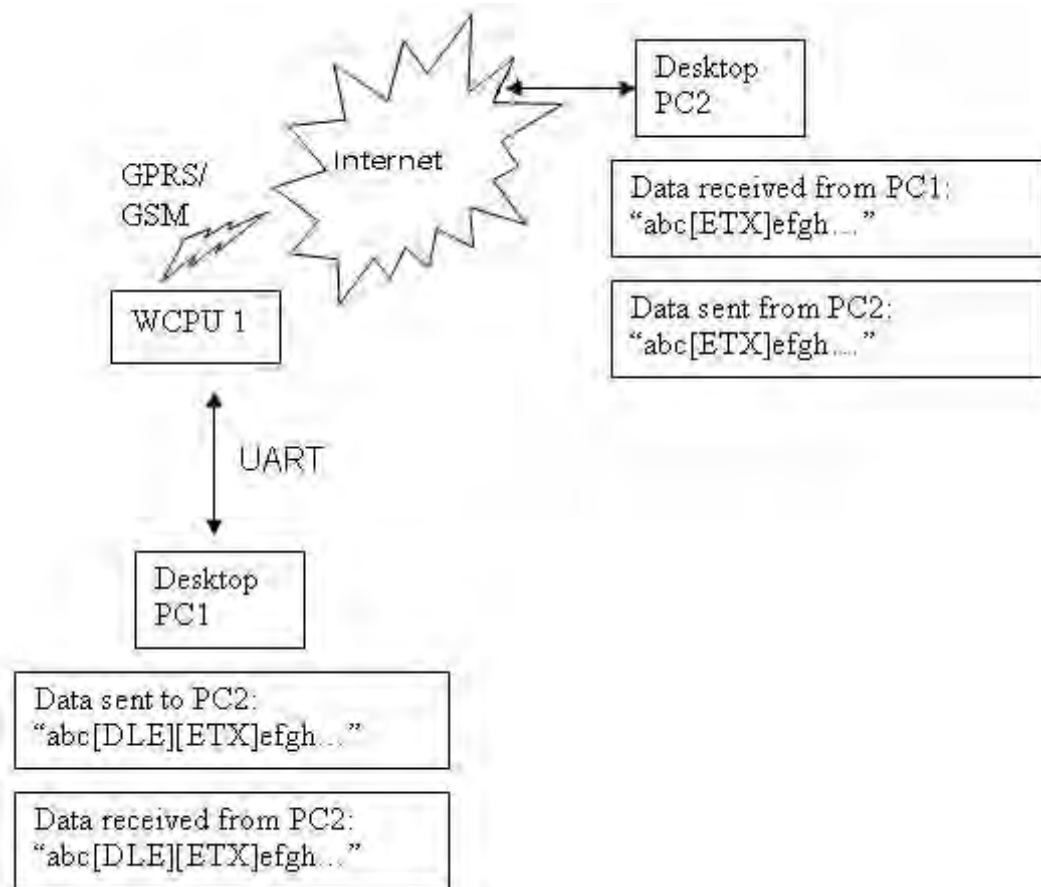 Desktop
PC2
Internet
GPRS/
GSM
Data received from PC1:
“abc[ETX]efgh....”
WCPU 1
Data sent from PC2:
“abc[ETX]efgh.....”
UART
Desktop
PC1
Data sent to PC2:
“abc[DLE][ETX]efgh...”
Data received from PC2:
“abc[DLE][ETX]efgh...”